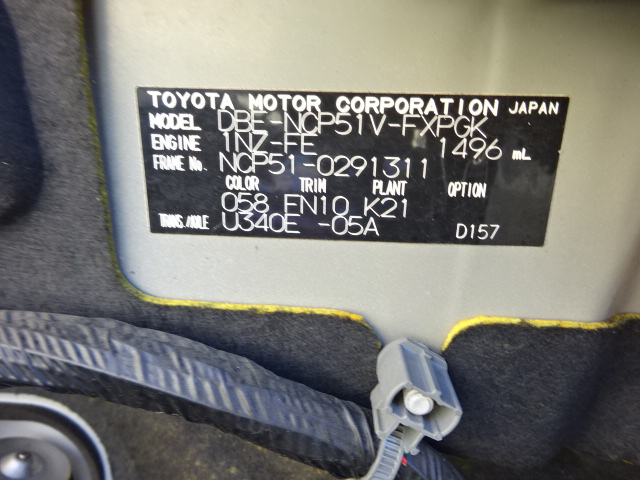 TOYOTA MOTOR CORPORATION JAPAN
MODEL DBE-NCP51V-FXPGK
ENGINE 1NZ-FE 1496 mL
FRAME No. NCP51-0291311
COLOR TRIM PLANT OPTION
058 FN10 K21
TRANS./AXLE U340E -05A D157